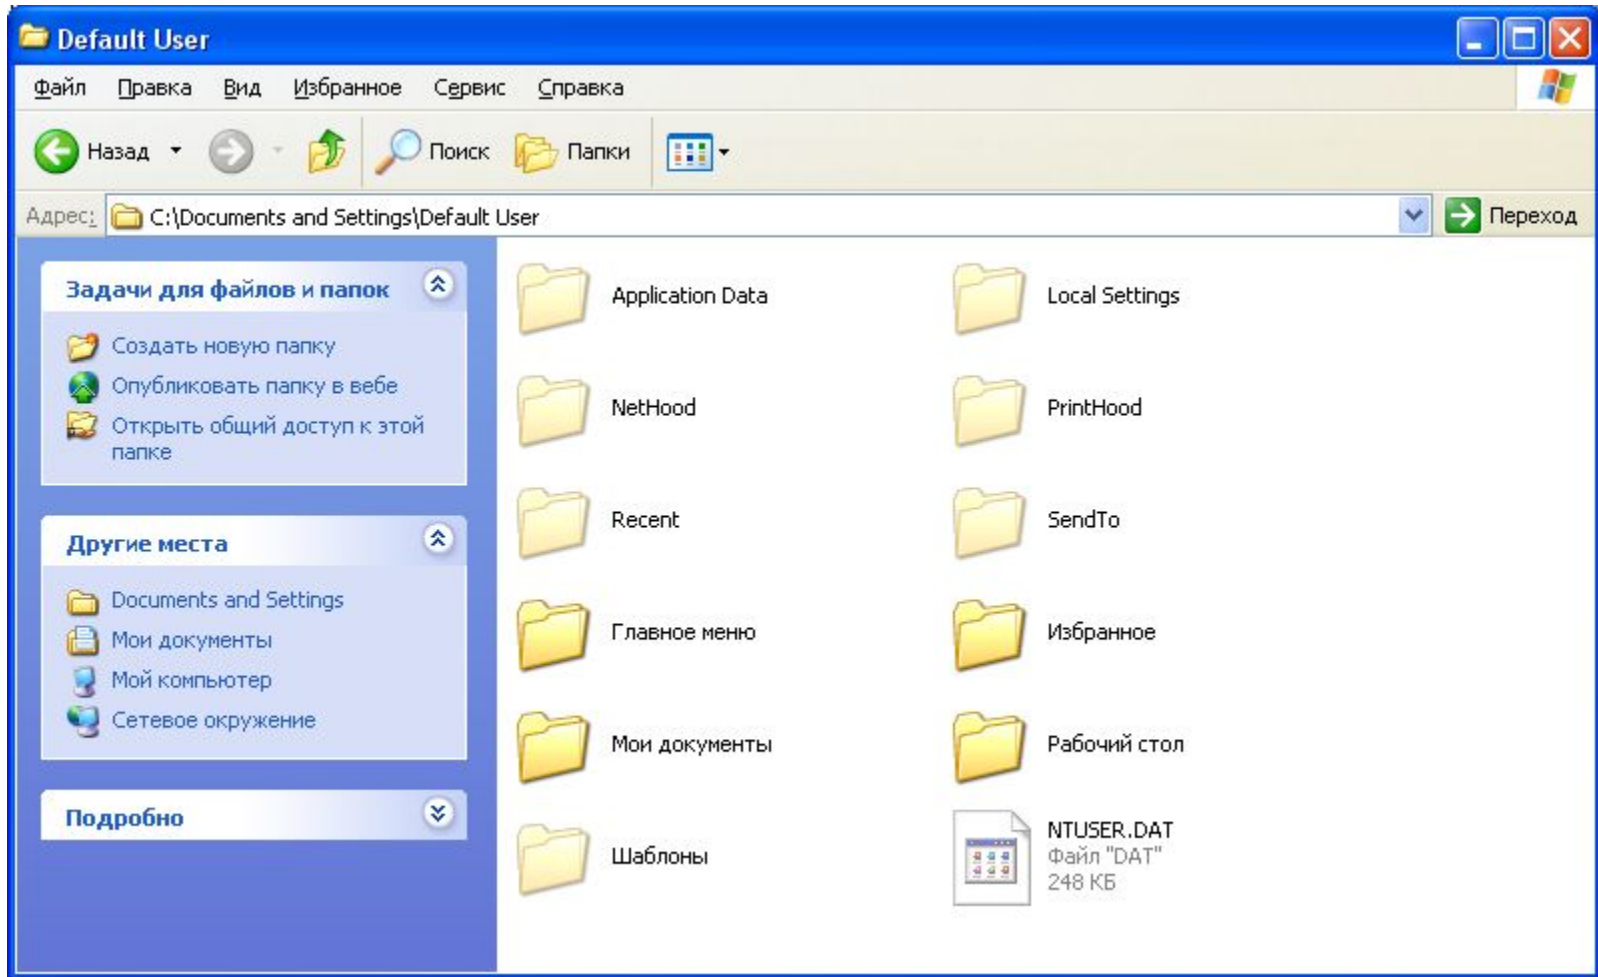 Default User
Файл Правка Вид Избранное Сервис Справка
Назад Поиск Папки
Адрес: C:\Documents and Settings\Default User Переход
Задачи для файлов и папок
Создать новую папку
Опубликовать папку в вебе
Открыть общий доступ к этой
папке
Другие места
Documents and Settings
Мои документы
Мой компьютер
Сетевое окружение
Подробно
Application Data Local Settings
NetHood PrintHood
Recent SendTo
Главное меню Избранное
Мои документы Рабочий стол
Шаблоны NTUSER.DAT
Файл "DAT"
248 КБ